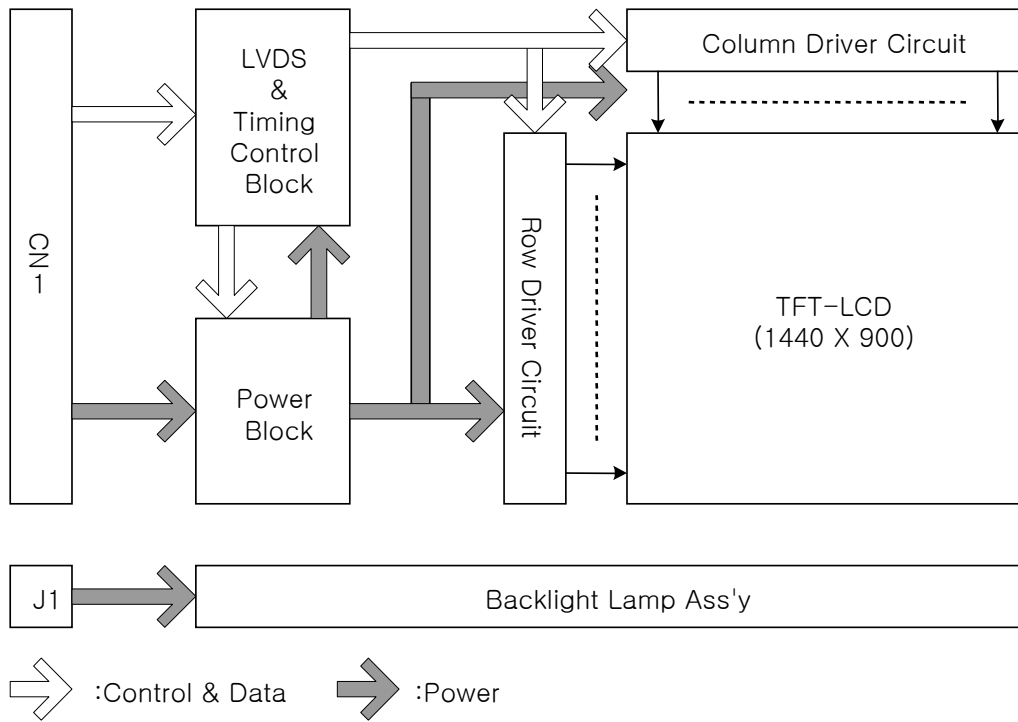 LVDS
&
Timing
Control
Block
Column Driver Circuit
CN-1
Row Driver Circuit
TFT-LCD
(1440 X 900)
Power
Block
J1
Backlight Lamp Ass'y
:Control & Data
:Power